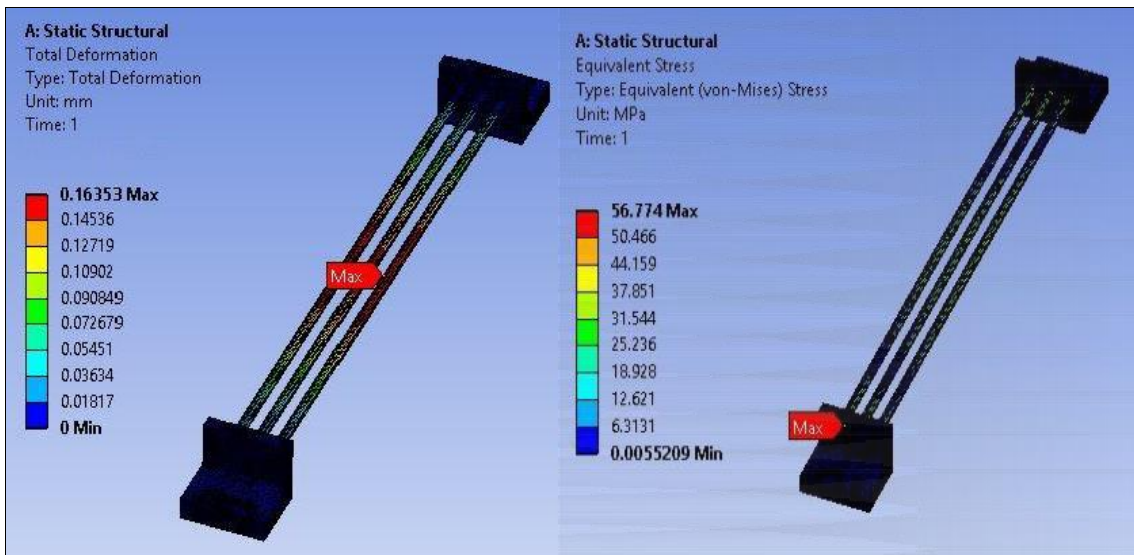 A: Static Structural
Total Deformation
Type: Total Deformation
Unit: mm
Time: 1
0.16353 Max
0.14536
0.12719
0.10902
0.090849
0.072679
0.05451
0.03634
0.01817
0 Min
Max
A: Static Structural
Equivalent Stress
Type: Equivalent (von-Mises) Stress
Unit: MPa
Time: 1
56.774 Max
50.466
44.159
37.851
31.544
25.236
18.928
12.621
6.3131
0.0055209 Min
Max